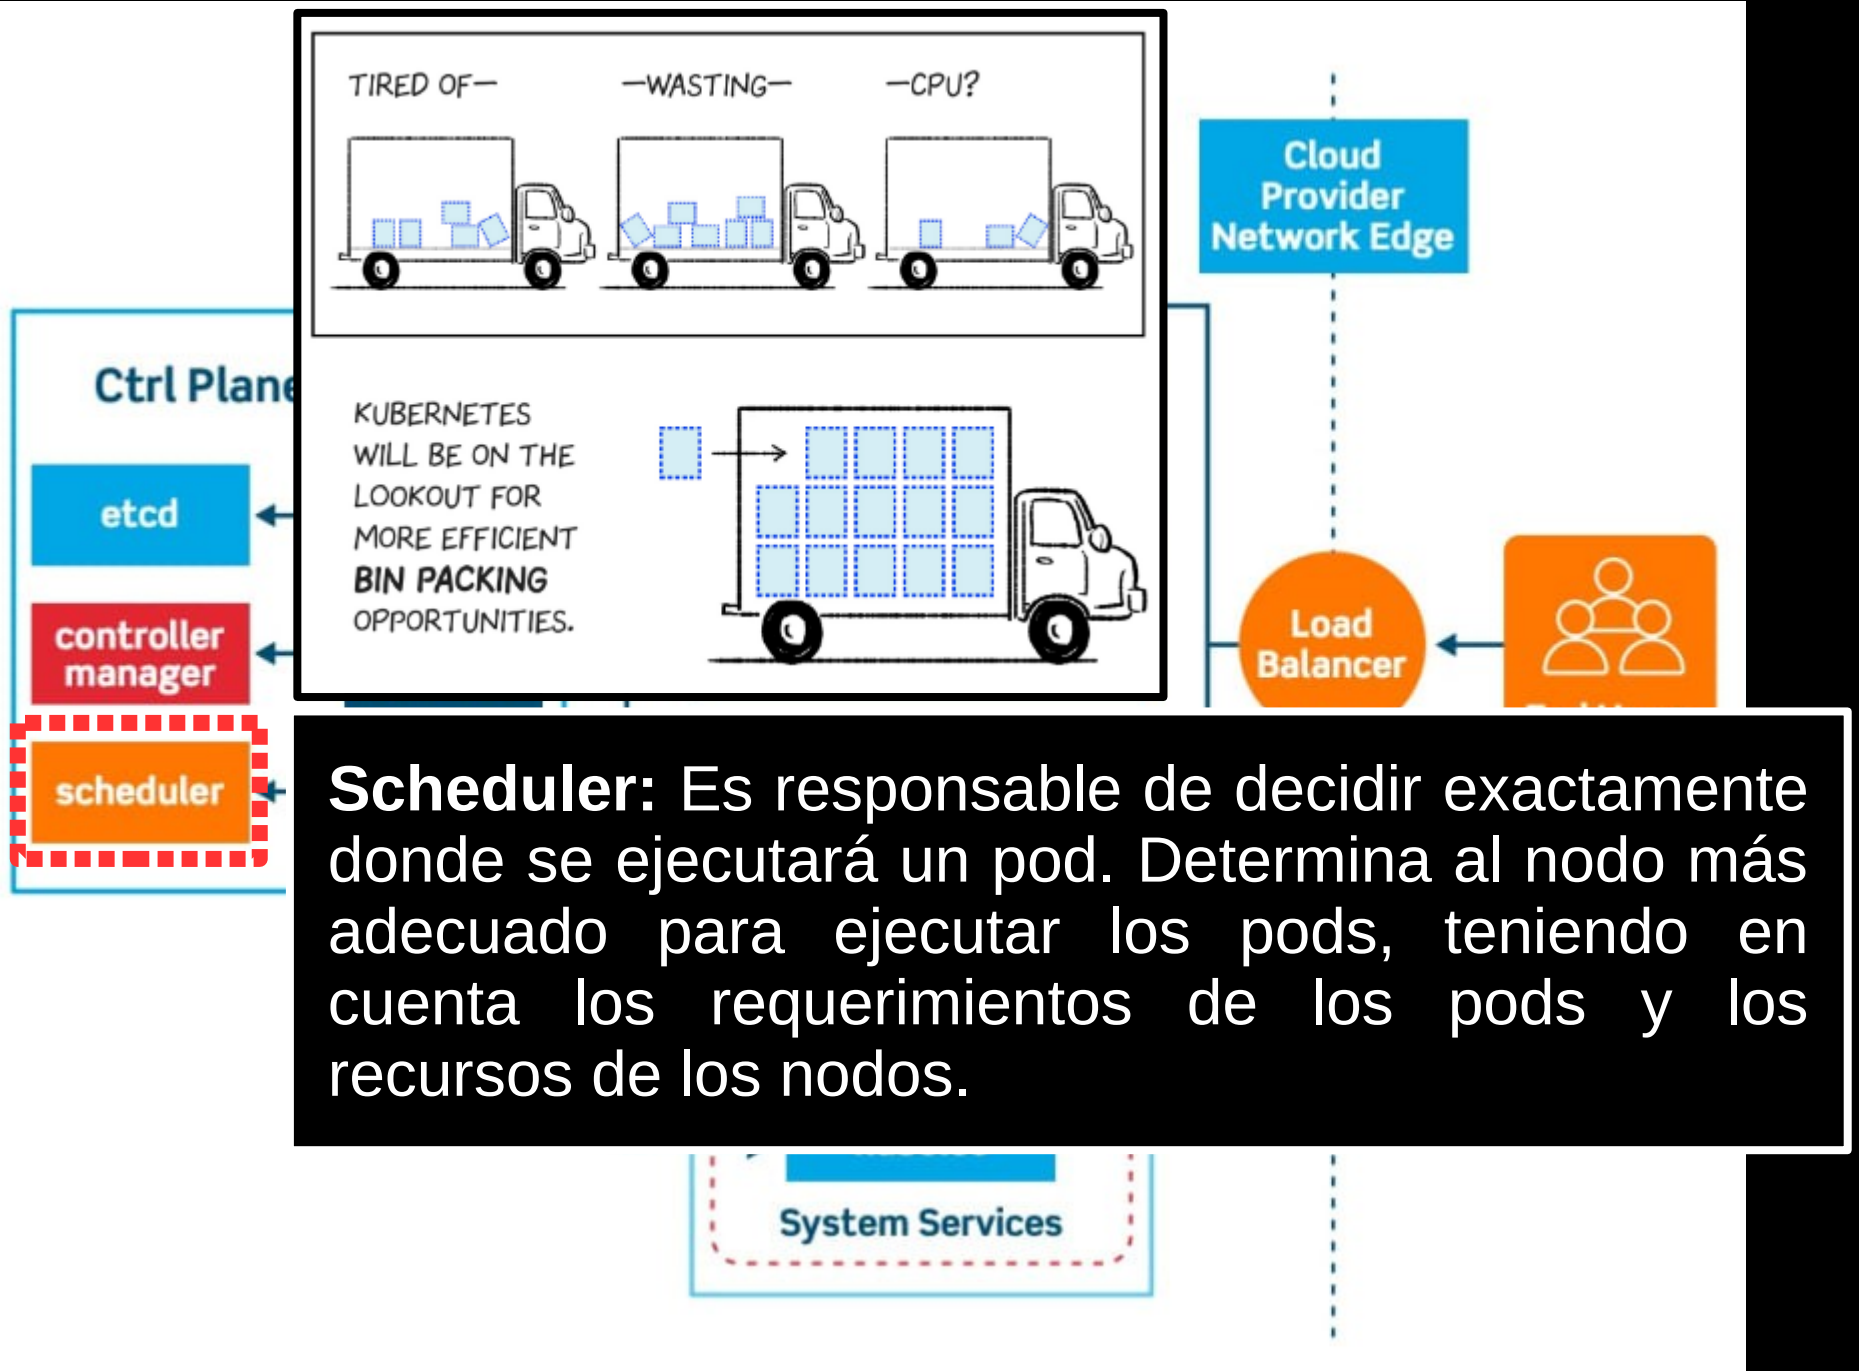 TIRED OF—
—WASTING—
—CPU?
KUBERNETES
WILL BE ON THE
LOOKOUT FOR
MORE EFFICIENT
BIN PACKING
OPPORTUNITIES.
Cloud
Provider
Network Edge
Ctrl Plane
etcd
controller
manager
scheduler
Load
Balancer
Scheduler: Es responsable de decidir exactamente
donde se ejecutará un pod. Determina al nodo más
adecuado para ejecutar los pods, teniendo en
cuenta los requerimientos de los pods y los
recursos de los nodos.
System Services